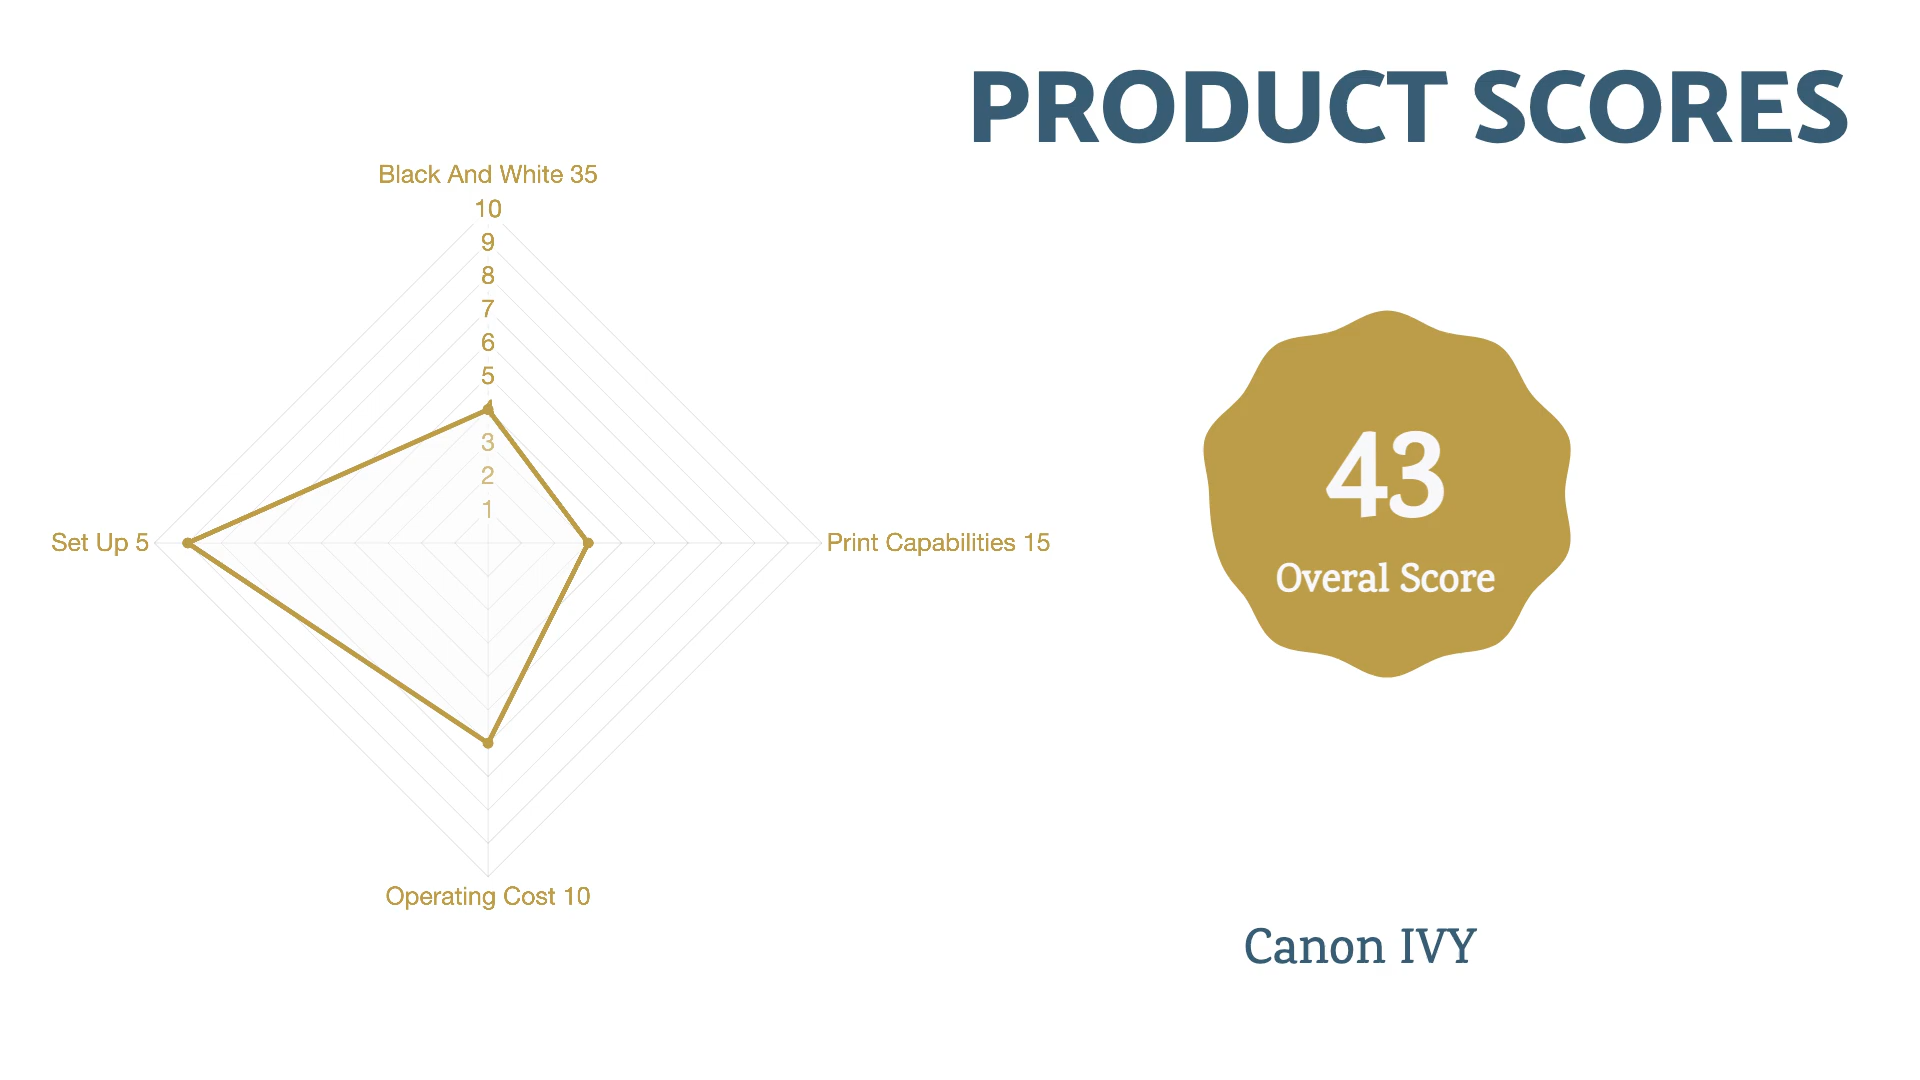 PRODUCT SCORES
Black And White 35
10
9
8
7
6
5
4
3
2
1
Set Up 5
Print Capabilities 15
Operating Cost 10
43
Overal Score
Canon IVY